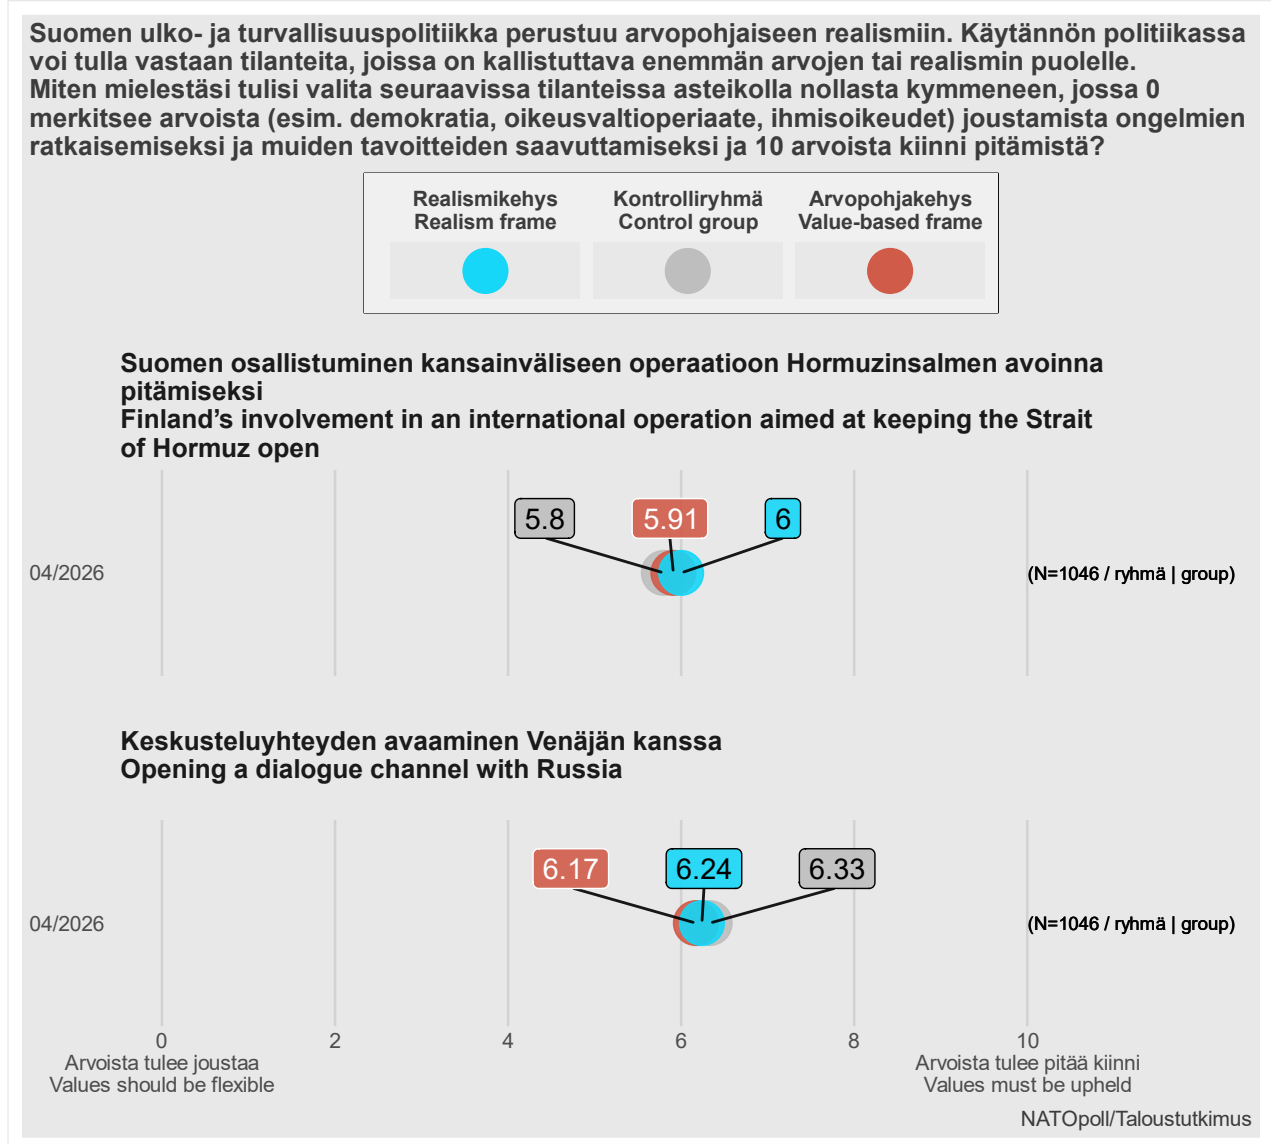 Suomen ulko- ja turvallisuuspolitiikka perustuu arvopohjaiseen realismiin. Käytännön politiikassa
voi tulla vastaan tilanteita, joissa on kallistuttava enemmän arvojen tai realismin puolelle.
Miten mielestäsi tulisi valita seuraavissa tilanteissa asteikolla nollasta kymmeneen, jossa 0
merkitsee arvoista (esim. demokratia, oikeusvaltioperiaate, ihmisoikeudet) joustamista ongelmien
ratkaisemiseksi ja muiden tavoitteiden saavuttamiseksi ja 10 arvoista kiinni pitämistä?
Realismikehys Kontrolliryhmä Arvopohjakehys
Realism frame Control group Value-based frame
Suomen osallistuminen kansainväliseen operaatioon Hormuzinsalmen avoinna
pitämiseksi
Finland’s involvement in an international operation aimed at keeping the Strait
of Hormuz open
5.8 5.91 6
04/2026 (N=1046 / ryhmä | group)
Keskusteluyhteyden avaaminen Venäjän kanssa
Opening a dialogue channel with Russia
6.17 6.24 6.33
04/2026 (N=1046 / ryhmä | group)
0 2 4 6 8 10
Arvoista tulee joustaa Arvoista tulee pitää kiinni
Values should be flexible Values must be upheld
NATOpoll/Taloustutkimus